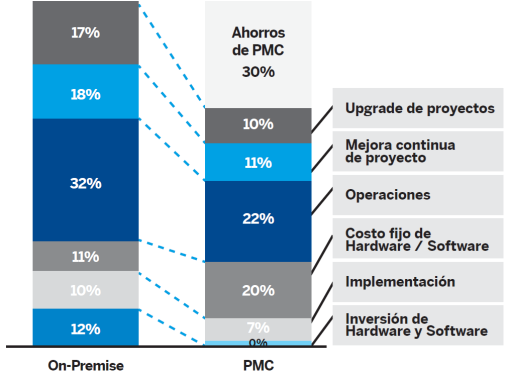 17%
18%
32%
11%
10%
12%
On-Premise
Ahorros
de PMC
30%
10%
11%
22%
20%
7%
0%
PMC
Upgrade de proyectos
Mejora continua
de proyecto
Operaciones
Costo fijo de
Hardware / Software
Implementación
Inversión de
Hardware y Software